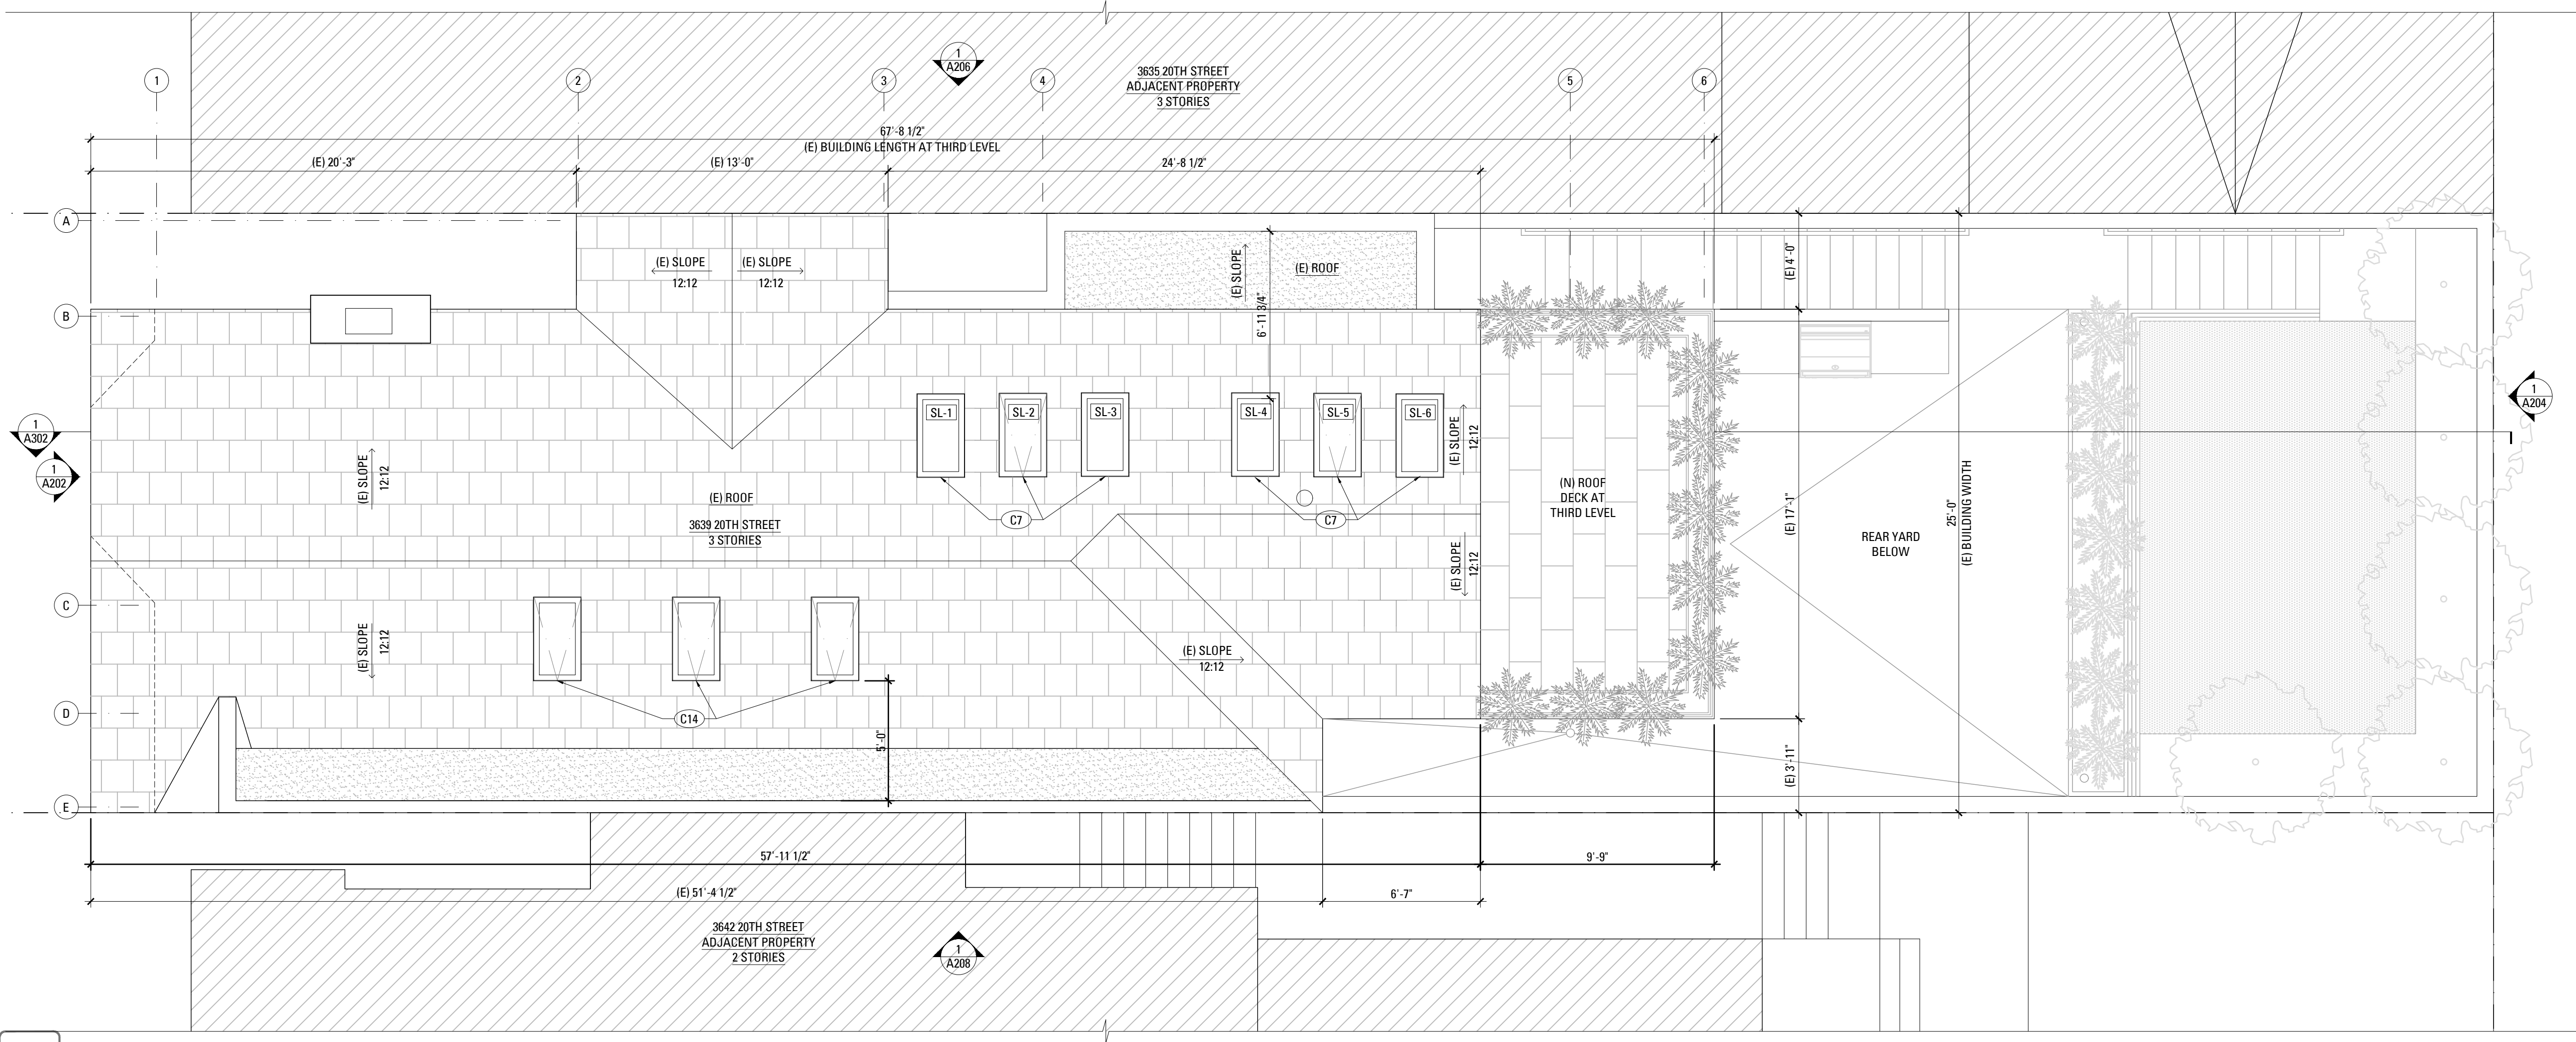 1
A206
3635 20TH STREET
ADJACENT PROPERTY
3 STORIES
1
2
3
4
5
6
67'-8 1/2"
(E) BUILDING LENGTH AT THIRD LEVEL
(E) 20'-3"
(E) 13'-0"
24'-8 1/2"
A
B
C
D
E
(E) SLOPE
12:12
(E) SLOPE
12:12
(E) SLOPE
6'-11 3/4"
(E) ROOF
(E) 4'-0"
SL-1
SL-2
SL-3
SL-4
SL-5
SL-6
C7
C7
1
A302
1
A202
1
A204
(E) SLOPE
12:12
(E) ROOF
3639 20TH STREET
3 STORIES
(E) SLOPE
12:12
(E) SLOPE
12:12
(N) ROOF
DECK AT
THIRD LEVEL
(E) 17'-1"
REAR YARD
BELOW
25'-0"
(E) BUILDING WIDTH
(E) SLOPE
12:12
(E) SLOPE
12:12
C14
5'-0"
(E) 3'-11"
57'-11 1/2"
9'-9"
(E) 51'-4 1/2"
6'-7"
3642 20TH STREET
ADJACENT PROPERTY
2 STORIES
1
A208